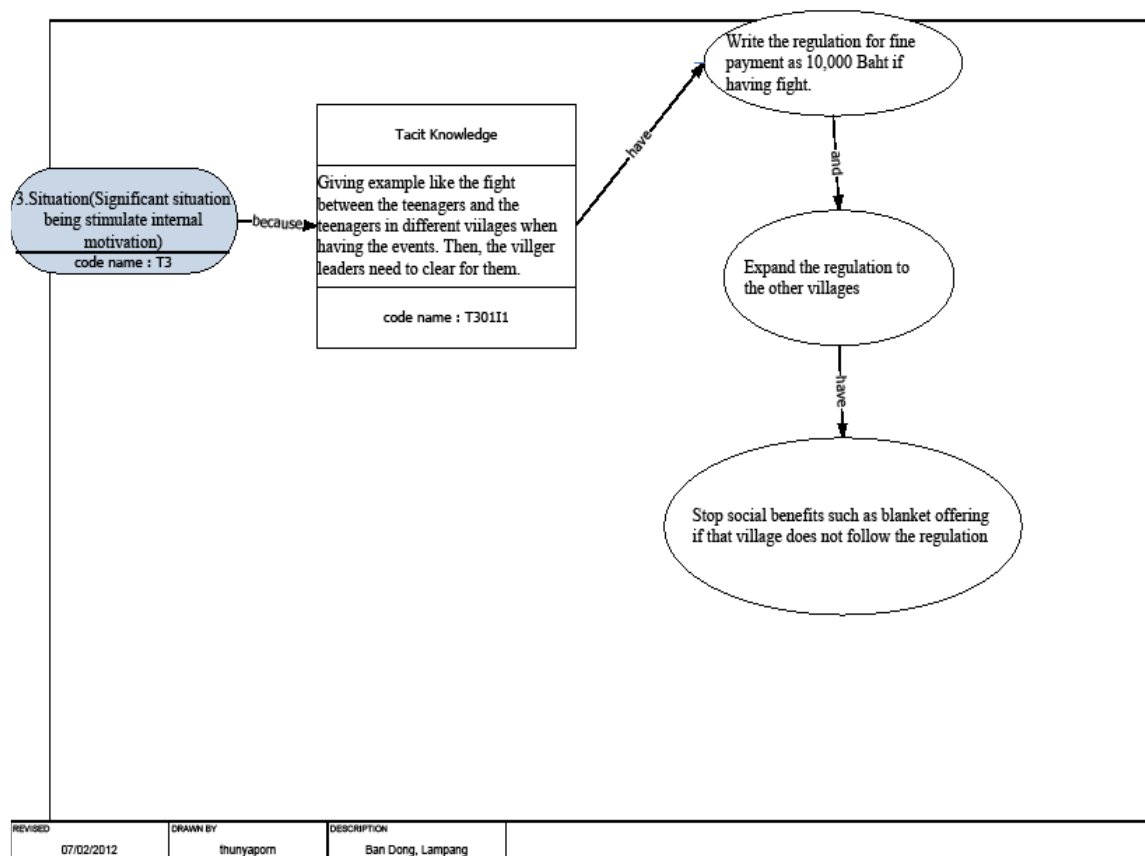 3.Situation(Significant situation
being stimulate internal
motivation)
code name : T3
because
Tacit Knowledge
Giving example like the fight
between the teenagers and the
teenagers in different viilages when
having the events. Then, the villger
leaders need to clear for them.
code name : T301I1
have
Write the regulation for fine
payment as 10,000 Baht if
having fight.
and
Expand the regulation to
the other villages
have
Stop social benefits such as blanket offering
if that village does not follow the regulation
REVISED
07/02/2012
DRAWN BY
thunyaporn
DESCRIPTION
Ban Dong, Lampang